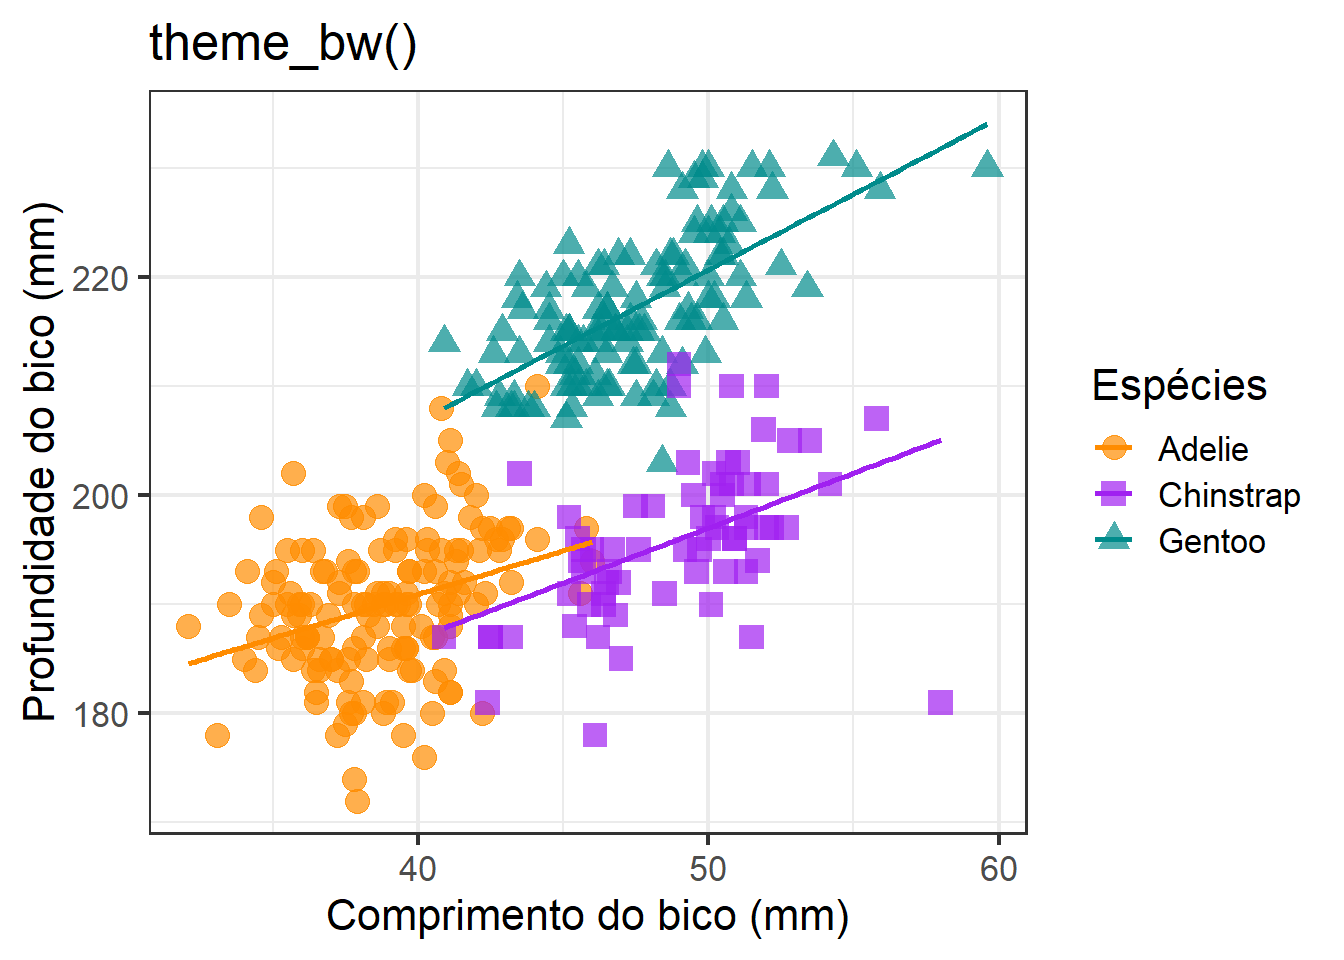 theme_bw()
Profundidade do bico (mm)
220
200
180
40 50 60
Comprimento do bico (mm)
Espécies
Adelie
Chinstrap
Gentoo